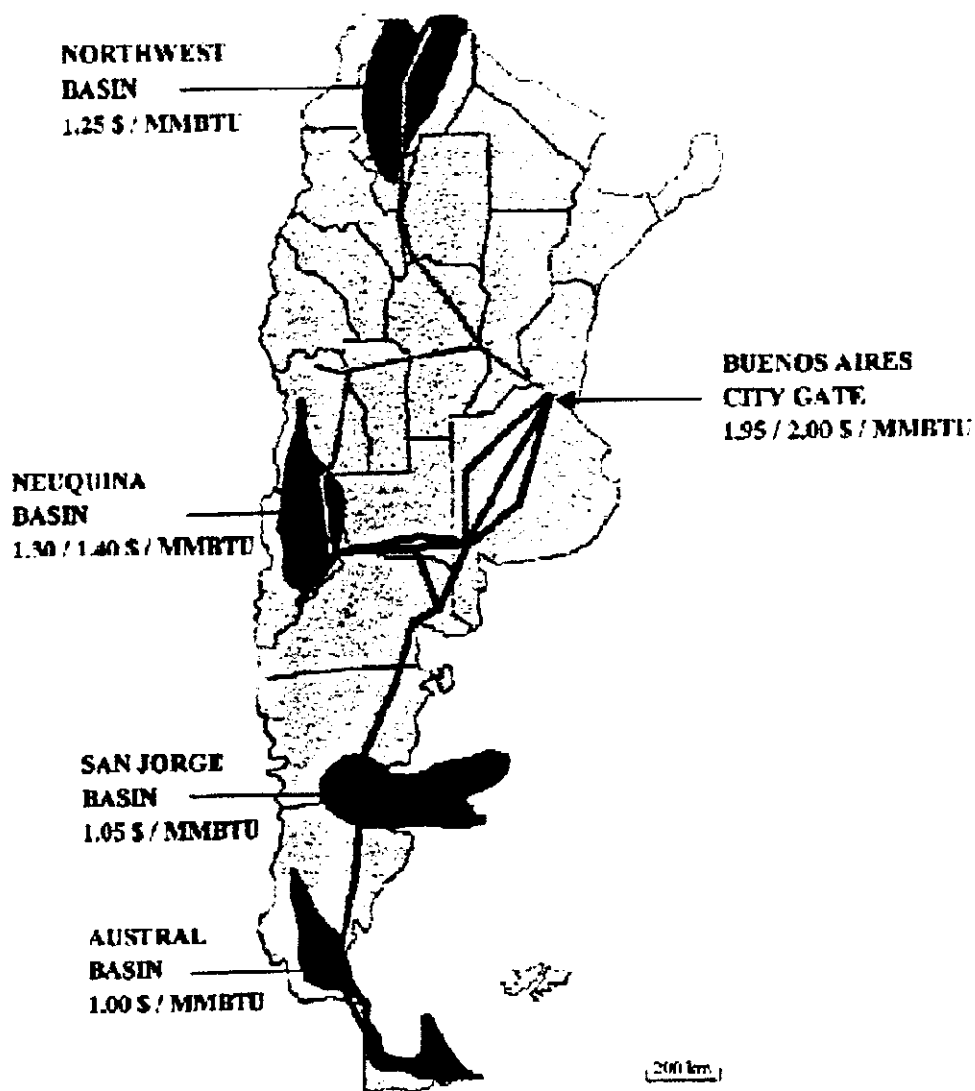 NORTHWEST
BASIN
1.25 $ / MMBTU
BUENOS AIRES
CITY GATE
1.95 / 2.00 $ / MMBTU
NEUQUINA
BASIN
1.30 / 1.40 $ / MMBTU
SAN JORGE
BASIN
1.05 $ / MMBTU
AUSTRAL
BASIN
1.00 $ / MMBTU
200 km